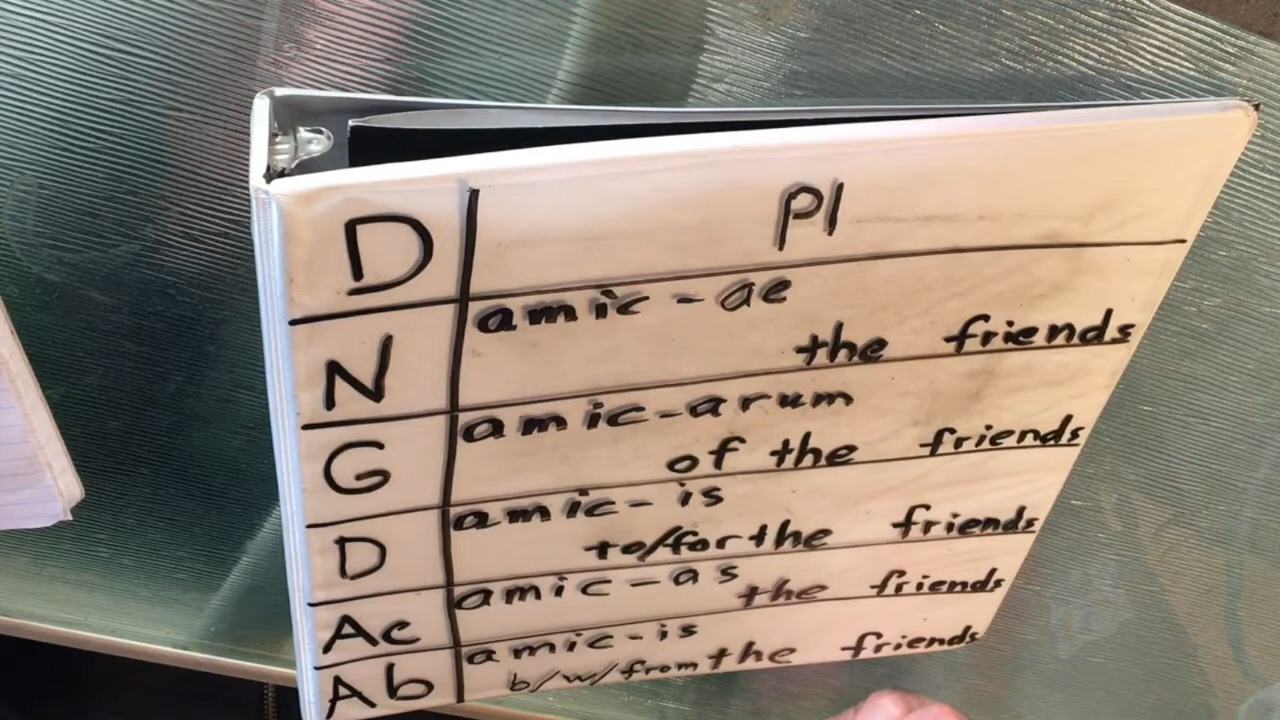 D pl
N amic-ae
the friends
G amic-arum
of the friends
D amic-is
to/for the friends
Ac amic-as the friends
Ab amic-is
b/w/from the friends